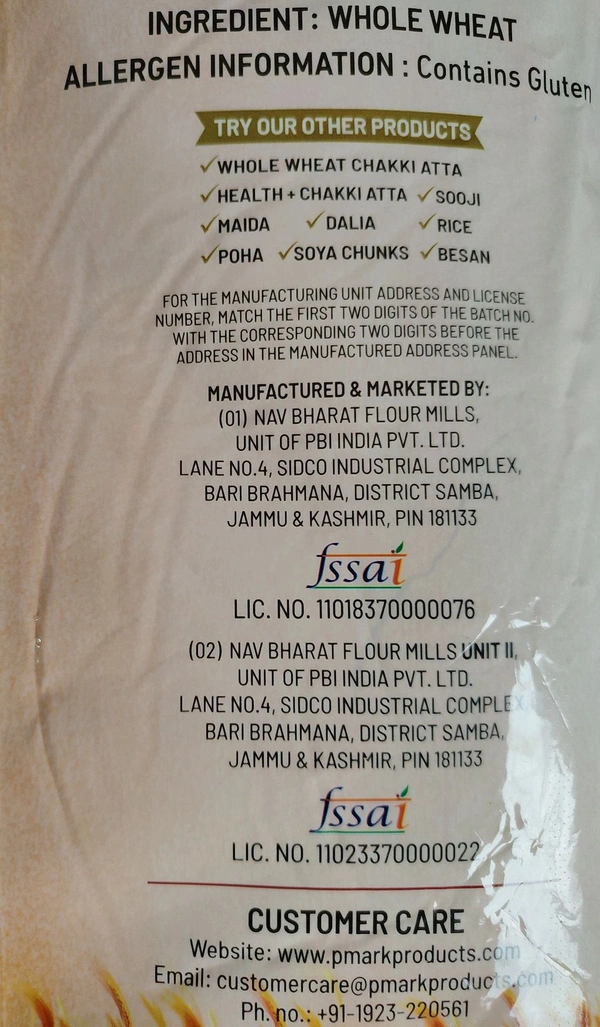 INGREDIENT: WHOLE WHEAT
ALLERGEN INFORMATION : Contains Gluten
TRY OUR OTHER PRODUCTS
✓WHOLE WHEAT CHAKKI ATTA
✓HEALTH + CHAKKI ATTA ✓SOOJI
✓MAIDA ✓DALIA ✓RICE
✓POHA ✓SOYA CHUNKS ✓BESAN
FOR THE MANUFACTURING UNIT ADDRESS AND LICENSE
NUMBER, MATCH THE FIRST TWO DIGITS OF THE BATCH NO.
WITH THE CORRESPONDING TWO DIGITS BEFORE THE
ADDRESS IN THE MANUFACTURED ADDRESS PANEL.
MANUFACTURED & MARKETED BY:
(01) NAV BHARAT FLOUR MILLS,
UNIT OF PBI INDIA PVT. LTD.
LANE NO.4, SIDCO INDUSTRIAL COMPLEX,
BARI BRAHMANA, DISTRICT SAMBA,
JAMMU & KASHMIR, PIN 181133
fssai
LIC. NO. 11018370000076
(02) NAV BHARAT FLOUR MILLS UNIT II,
UNIT OF PBI INDIA PVT. LTD.
LANE NO.4, SIDCO INDUSTRIAL COMPLEX,
BARI BRAHMANA, DISTRICT SAMBA,
JAMMU & KASHMIR, PIN 181133
fssai
LIC. NO. 11023370000022
CUSTOMER CARE
Website: www.pmarkproducts.com
Email: customercare@pmarkproducts.com
Ph. no.: +91-1923-220561